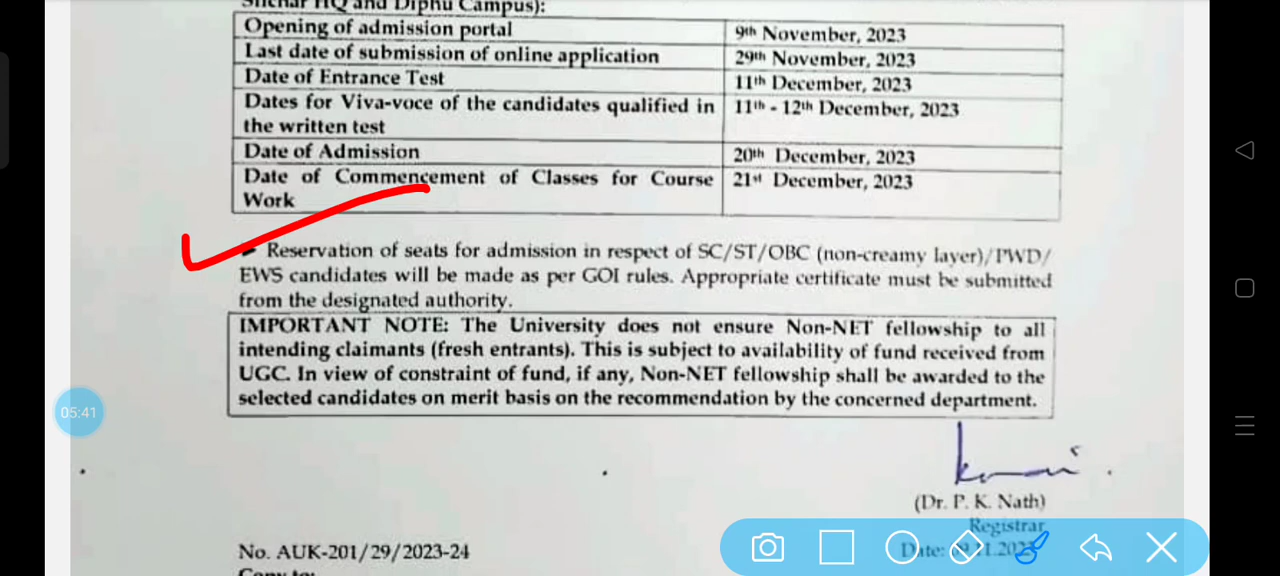 Silchar HQ and Diphu Campus):
Opening of admission portal 9th November, 2023
Last date of submission of online application 29th November, 2023
Date of Entrance Test 11th December, 2023
Dates for Viva-voce of the candidates qualified in 11th - 12th December, 2023
the written test
Date of Admission 20th December, 2023
Date of Commencement of Classes for Course 21st December, 2023
Work
Reservation of seats for admission in respect of SC/ST/OBC (non-creamy layer)/PWD/
EWS candidates will be made as per GOI rules. Appropriate certificate must be submitted
from the designated authority.
IMPORTANT NOTE: The University does not ensure Non-NET fellowship to all
intending claimants (fresh entrants). This is subject to availability of fund received from
UGC. In view of constraint of fund, if any, Non-NET fellowship shall be awarded to the
selected candidates on merit basis on the recommendation by the concerned department.
05:41
(Dr. P. K. Nath)
Registrar
Date:
No. AUK-201/29/2023-24
Copy to: